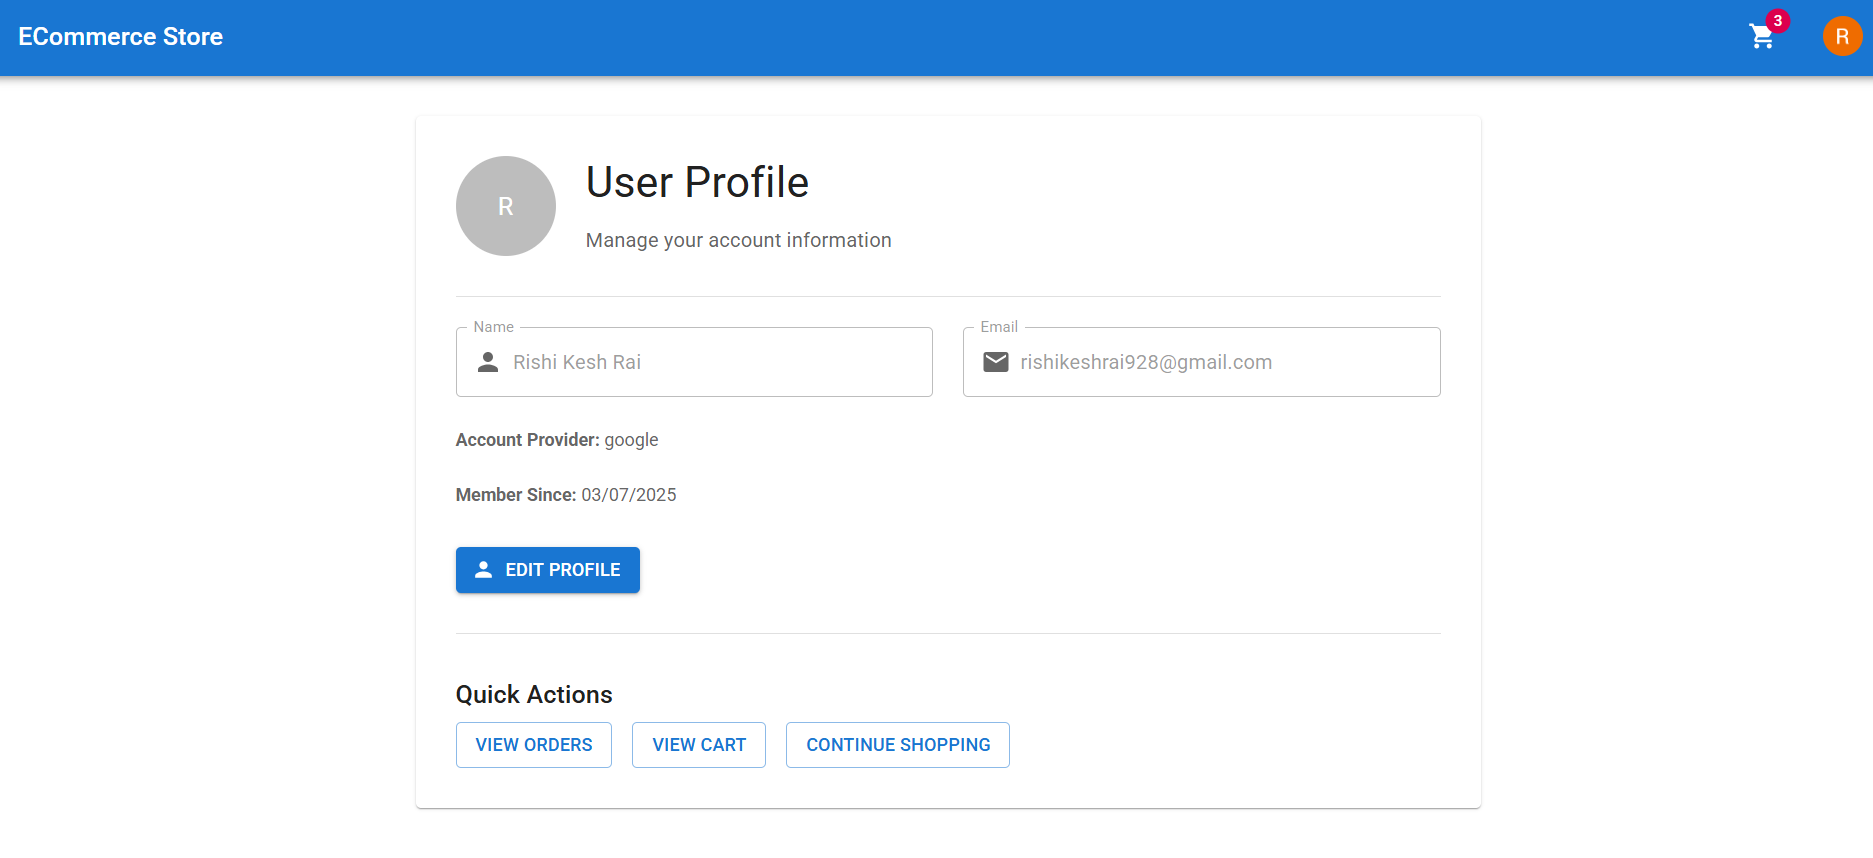 ECommerce Store
3
R
R
User Profile
Manage your account information
Name
Rishi Kesh Rai
Email
rishikeshrai928@gmail.com
Account Provider: google
Member Since: 03/07/2025
EDIT PROFILE
Quick Actions
VIEW ORDERS
VIEW CART
CONTINUE SHOPPING